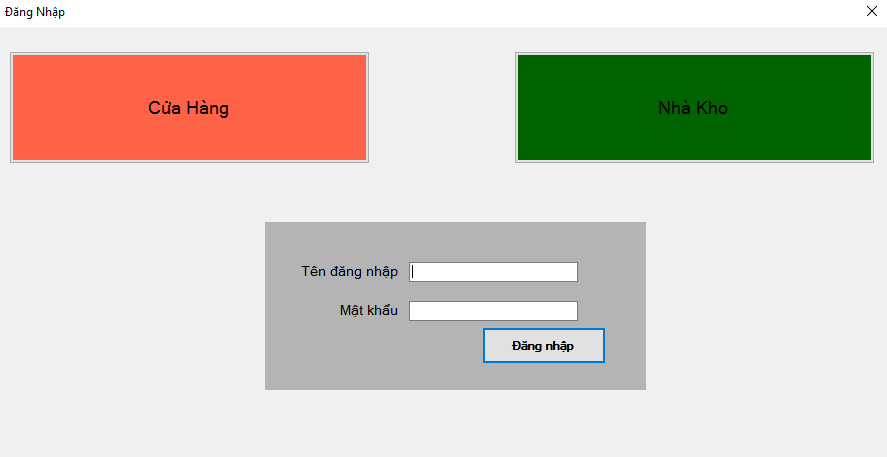 Đăng Nhập
Cửa Hàng
Nhà Kho
Tên đăng nhập
Mật khẩu
Đăng nhập